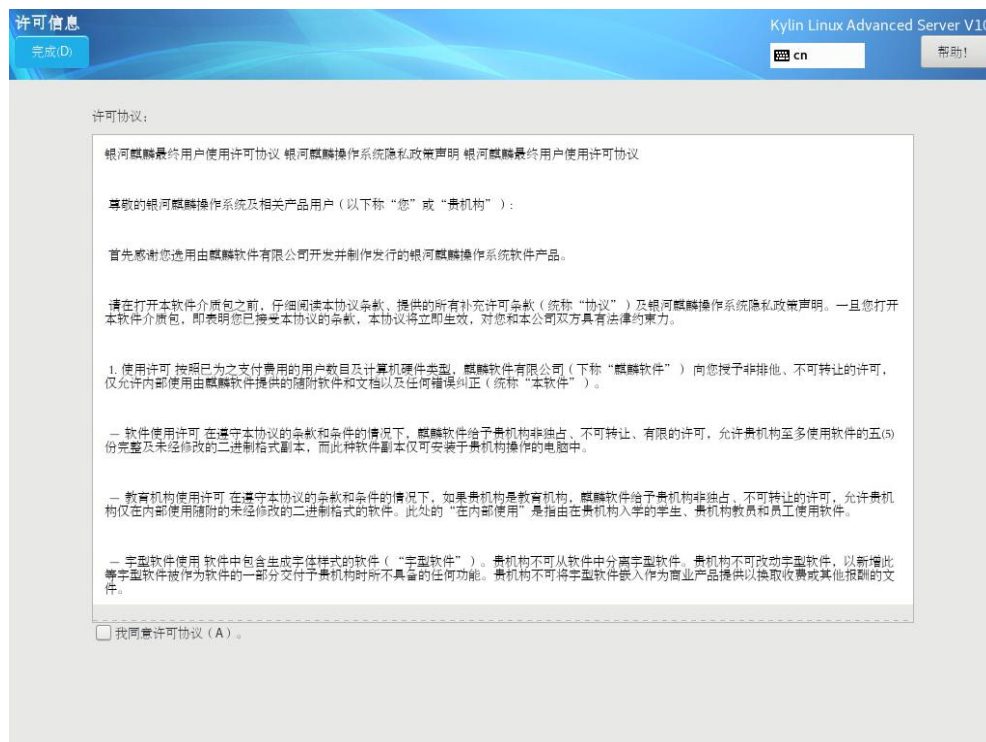 许可信息
Kylin Linux Advanced Server V10
完成(D)
cn
帮助!
许可协议:
银河麒麟最终用户使用许可协议 银河麒麟操作系统隐私政策声明 银河麒麟最终用户使用许可协议
尊敬的银河麒麟操作系统及相关产品用户(以下称“您”或“贵机构”):
首先感谢您选用由麒麟软件有限公司开发并制作发行的银河麒麟操作系统软件产品。
请在打开本软件介质包之前,仔细阅读本协议条款、提供的所有补充许可条款(统称“协议”)及银河麒麟操作系统隐私政策声明。一旦您打开
本软件介质包,即表明您已接受本协议的条款,本协议将立即生效,对您和本公司双方具有法律约束力。
1. 使用许可 按照已为之支付费用的用户数目及计算机硬件类型,麒麟软件有限公司(下称“麒麟软件”) 向您授予非排他、不可转让的许可,
仅允许内部使用由麒麟软件提供的随附软件和文档以及任何错误纠正(统称“本软件”)。
— 软件使用许可 在遵守本协议的条款和条件的情况下,麒麟软件给予贵机构非独占、不可转让、有限的许可,允许贵机构至多使用软件的五(5)
份完整及未经修改的二进制格式副本,而此种软件副本仅可安装于贵机构操作的电脑中。
— 教育机构使用许可 在遵守本协议的条款和条件的情况下,如果贵机构是教育机构,麒麟软件给予贵机构非独占、不可转让的许可,允许贵机
构仅在内部使用随附的未经修改的二进制格式的软件。此处的“在内部使用”是指由在贵机构入学的学生、贵机构教员和员工使用软件。
— 字型软件使用 软件中包含生成字体样式的软件(“字型软件”)。贵机构不可从软件中分离字型软件。贵机构不可改动字型软件,以新增此
等字型软件被作为软件的一部分交付予贵机构时所不具备的任何功能。贵机构不可将字型软件嵌入作为商业产品提供以换取收费或其他报酬的文
件。
我同意许可协议(A)。